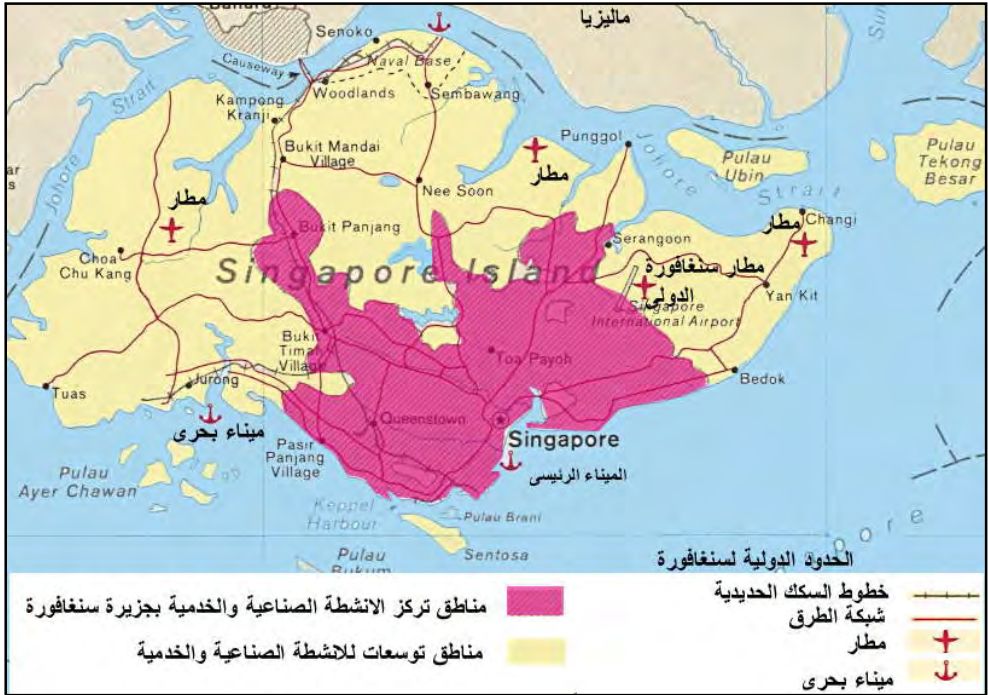 Senoko
ماليزيا
Causeway
Naval Base
Strait
Woodlands
Sembawang
Kampong
Kranji
Punggol
Johore
Pulau
Ubin
Pulau
Tekong
Besar
Bukit Mandai
Village
مطار
Nee Soon
Strait
Johore
مطار
Changi
مطار
Bukit Panjang
Serangoon
Choa
Chu Kang
Singapore Island
مطار سنغافورة
الدولى
Yan Kit
Singapore
International Airport
Bukit
Timah
Village
Toa Payoh
Tuas
Jurong
Bedok
Queenstown
ميناء بحرى
Singapore
Pasir
Panjang
Village
الميناء الرئيسى
Pulau
Ayer Chawan
Keppel
Harbour
Pulau Brani
Sentosa
Pulau
Bukum
pore
الحدود الدولية لسنغافورة
خطوط السكك الحديدية
شبكة الطرق
مطار
ميناء بحرى
مناطق تركز الانشطة الصناعية والخدمية بجزيرة سنغافورة
مناطق توسعات للانشطة الصناعية والخدمية